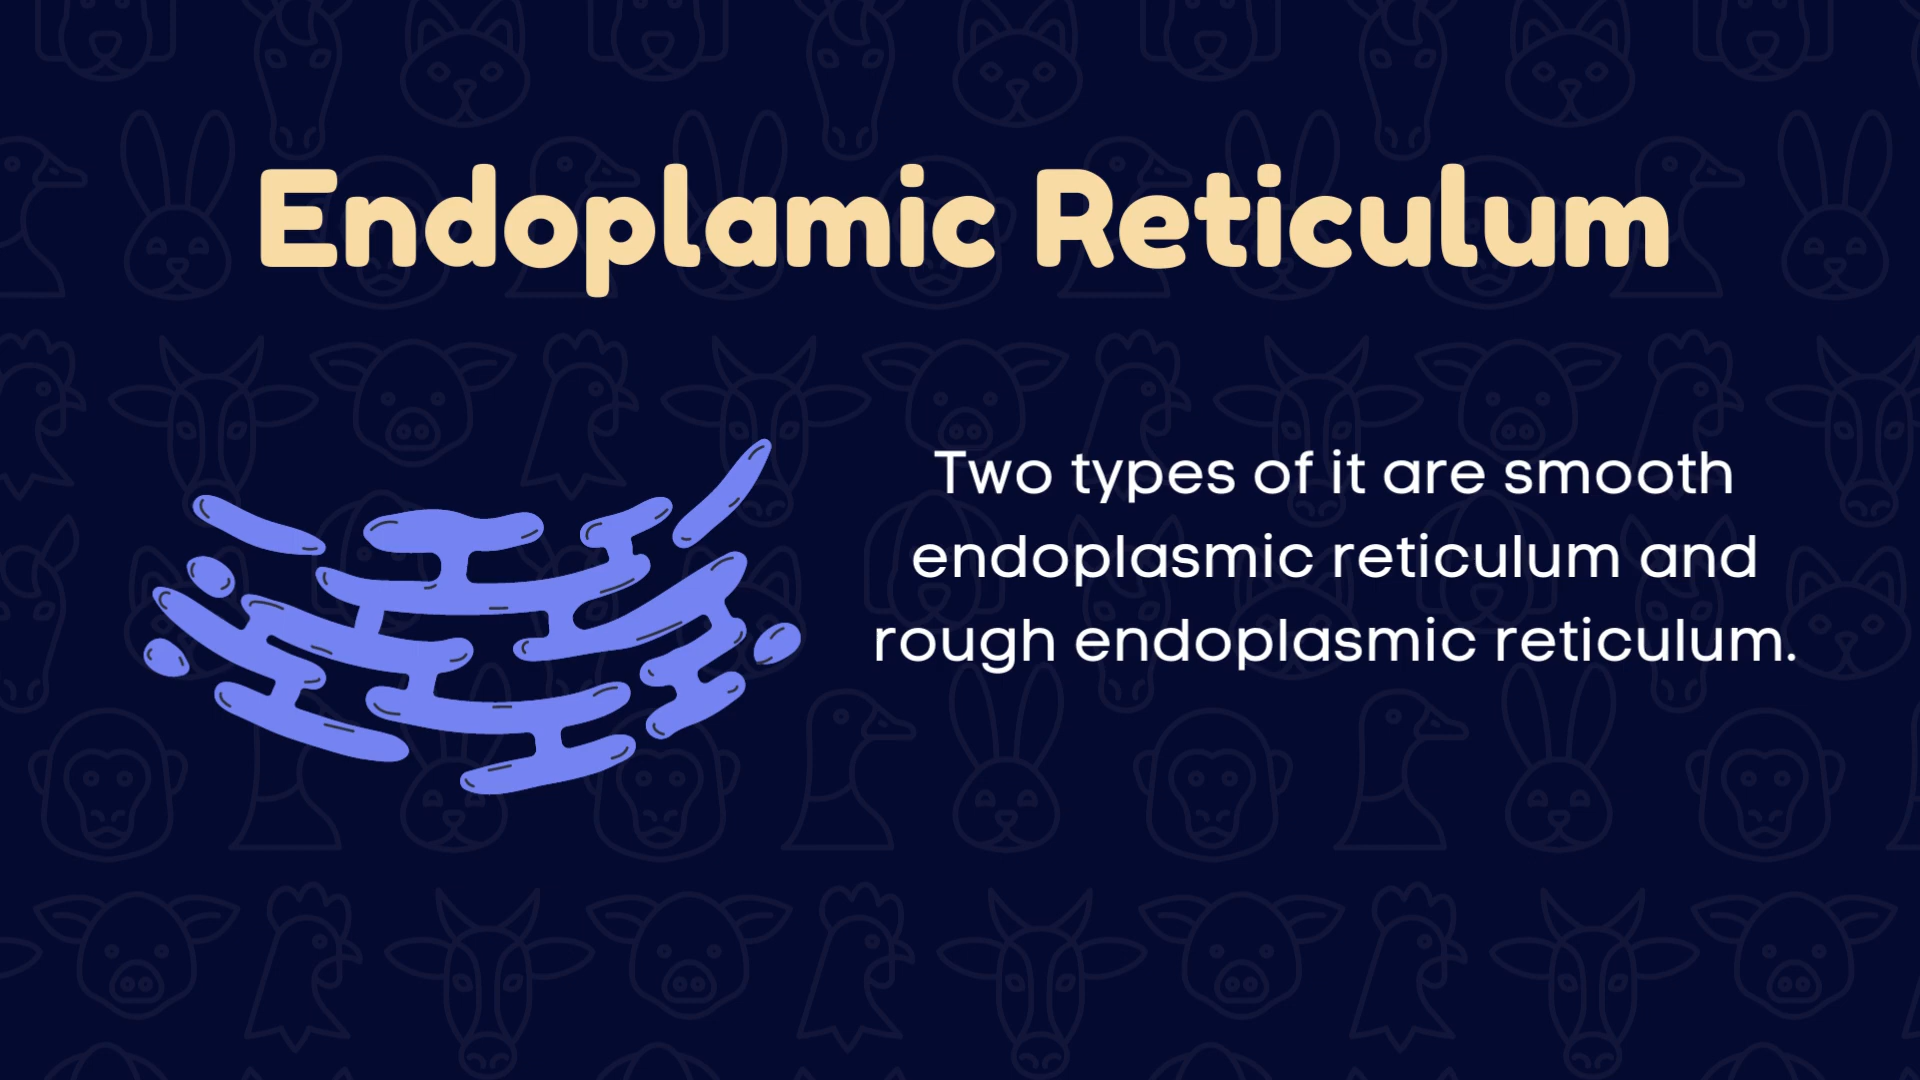 Endoplamic Reticulum
Two types of it are smooth
endoplasmic reticulum and
rough endoplasmic reticulum.